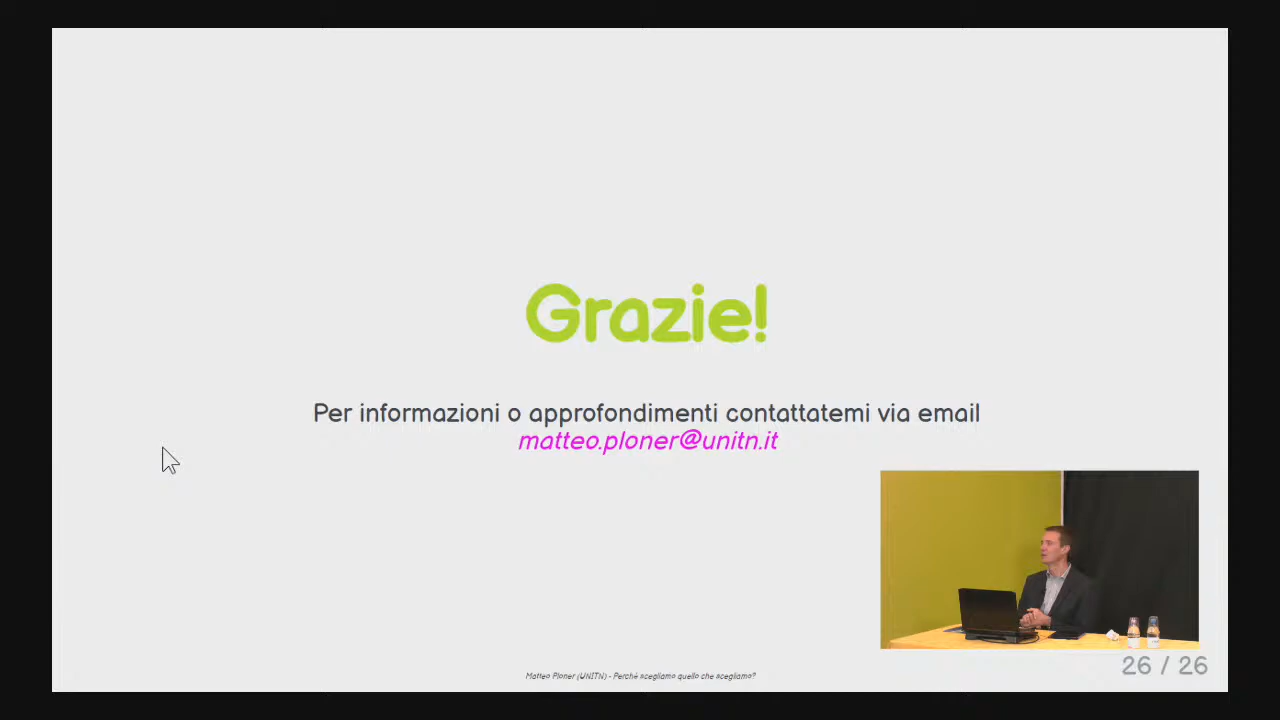 Grazie!
Per informazioni o approfondimenti contattatemi via email
matteo.ploner@unitn.it
26 / 26
Matteo Ploner (UNITN) - Perché scegliamo quello che scegliamo?